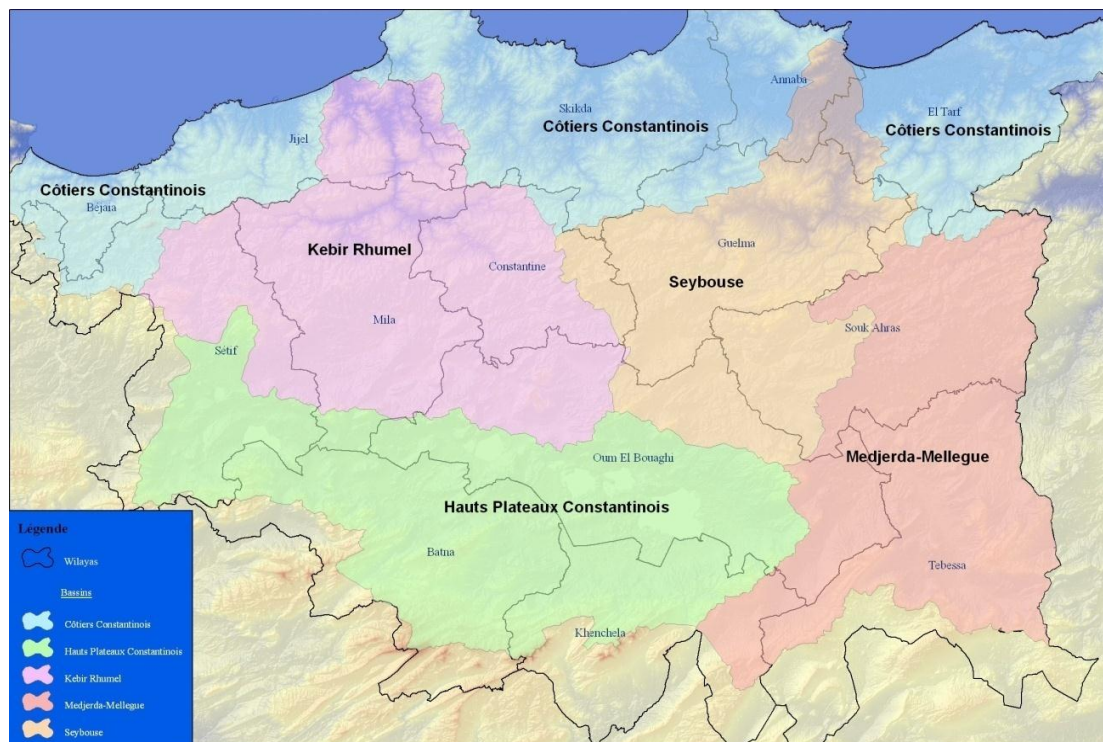 Annaba
Skikda
El Tarf
Côtiers Constantinois
Côtiers Constantinois
Jijel
Côtiers Constantinois
Béjaia
Kebir Rhumel
Guelma
Constantine
Seybouse
Mila
Souk Ahras
Sétif
Medjerda-Mellegue
Oum El Bouaghi
Hauts Plateaux Constantinois
Batna
Tebessa
Khenchela
Légende
Wilayas
Bassins
Côtiers Constantinois
Hauts Plateaux Constantinois
Kebir Rhumel
Medjerda-Mellegue
Seybouse